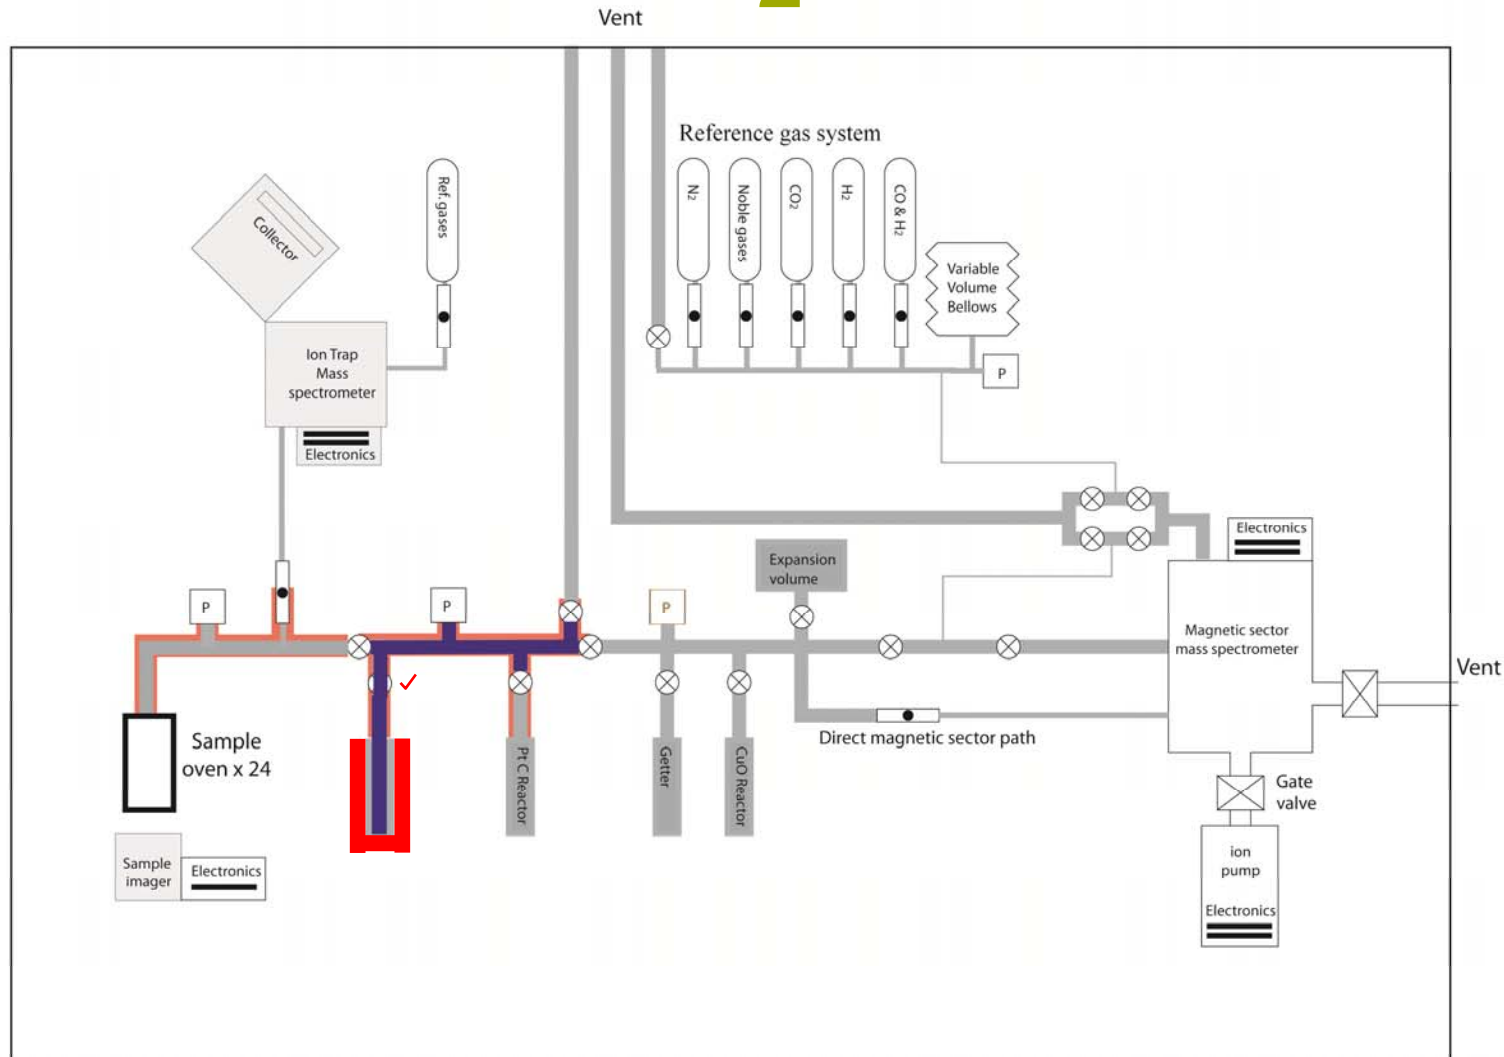 Vent
Reference gas system
Ref. gases
N2
Noble gases
CO2
H2
CO & H2
Collector
Variable
Volume
Bellows
Ion Trap
Mass
spectrometer
P
Electronics
Electronics
Expansion
volume
P
P
P
Magnetic sector
mass spectrometer
Vent
Sample
oven x 24
Direct magnetic sector path
Pt C Reactor
Getter
CuO Reactor
Gate
valve
Sample
imager
Electronics
ion
pump
Electronics